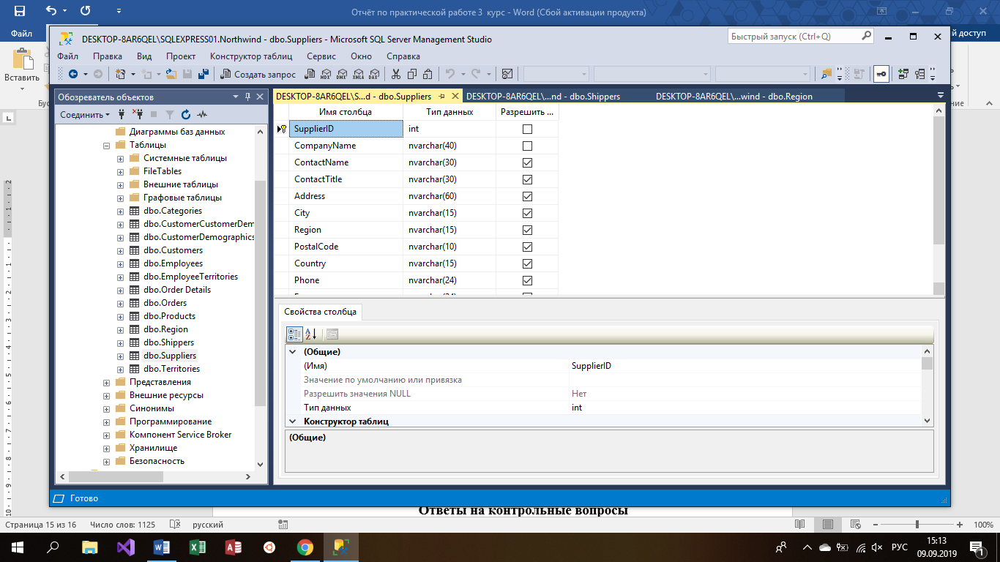 Отчёт по практической работе 3 курс - Word (Сбой активации продукта)
Файл
й доступ
DESKTOP-8AR6QEL\SQLEXPRESS01.Northwind - dbo.Suppliers - Microsoft SQL Server Management Studio
Быстрый запуск (Ctrl+Q)
Файл Правка Вид Проект Конструктор таблиц Сервис Окно Справка
Вставить
Создать запрос
MDX DMX XMLA DAX
Обозреватель объектов
DESKTOP-8AR6QEL\S...d - dbo.Suppliers
DESKTOP-8AR6QEL\...nd - dbo.Shippers
DESKTOP-8AR6QEL\...wind - dbo.Region
Соединить
Диаграммы баз данных
Таблицы
Системные таблицы
FileTables
Внешние таблицы
Графовые таблицы
dbo.Categories
dbo.CustomerCustomerDem
dbo.CustomerDemographics
dbo.Customers
dbo.Employees
dbo.EmployeeTerritories
dbo.Order Details
dbo.Orders
dbo.Products
dbo.Region
dbo.Shippers
dbo.Suppliers
dbo.Territories
Представления
Внешние ресурсы
Синонимы
Программирование
Компонент Service Broker
Хранилище
Безопасность
Имя столбца Тип данных Разрешить ...
SupplierID int
CompanyName nvarchar(40)
ContactName nvarchar(30)
ContactTitle nvarchar(30)
Address nvarchar(60)
City nvarchar(15)
Region nvarchar(15)
PostalCode nvarchar(10)
Country nvarchar(15)
Phone nvarchar(24)
Свойства столбца
(Общие)
(Имя) SupplierID
Значение по умолчанию или привязка
Разрешить значения NULL Нет
Тип данных int
Конструктор таблиц
(Общие)
Готово
Ответы на контрольные вопросы
Страница 15 из 16 Число слов: 1125 русский 100%
РУС
15:13
09.09.2019
1